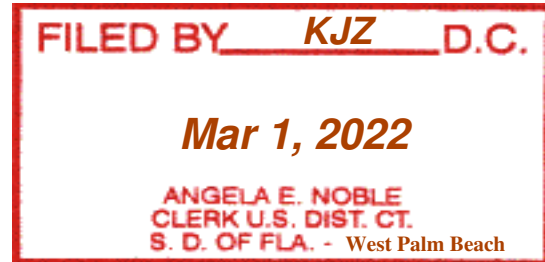 FILED BY KJZ D.C.
Mar 1, 2022
ANGELA E. NOBLE
CLERK U.S. DIST. CT.
S. D. OF FLA. - West Palm Beach